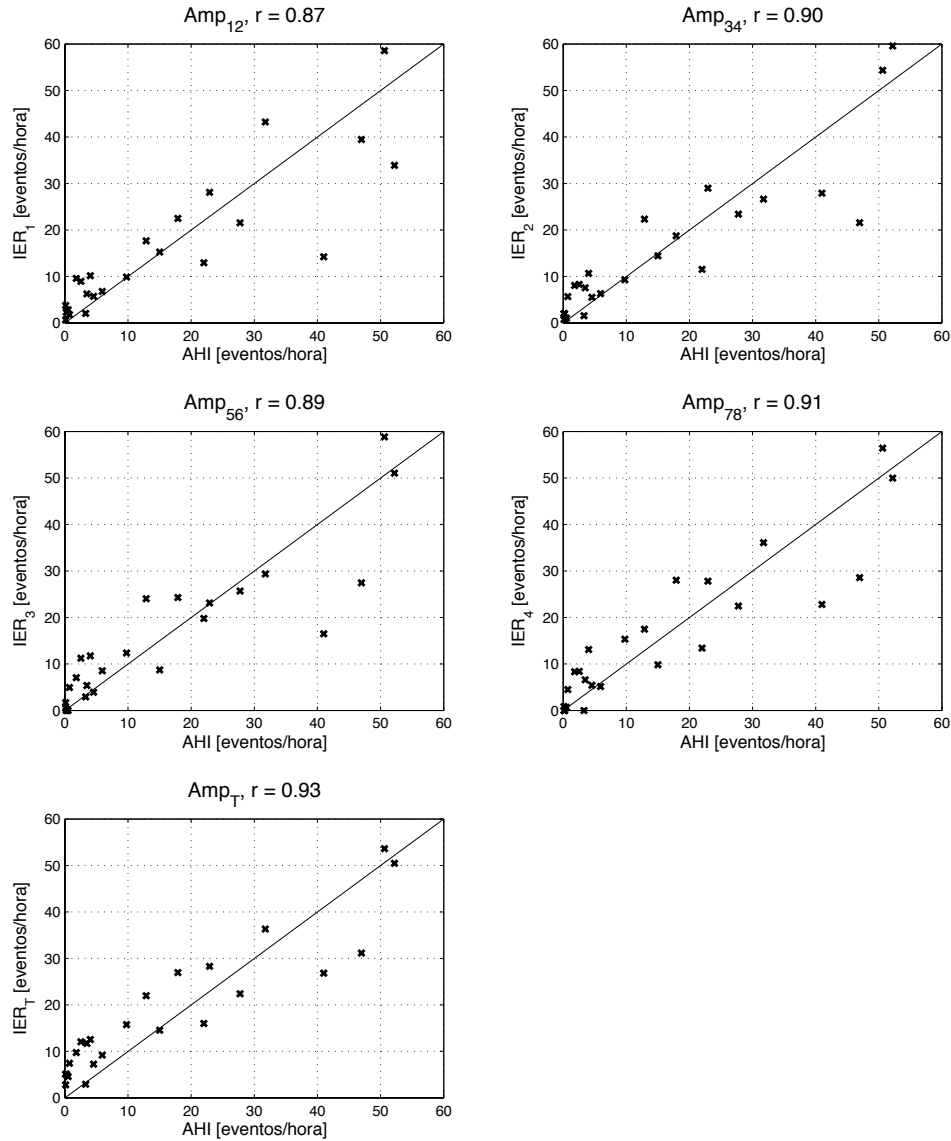 Amp12, r = 0.87
60
50
40
30
20
10
0
IER1 [eventos/hora]
0 10 20 30 40 50 60
AHI [eventos/hora]
Amp34, r = 0.90
60
50
40
30
20
10
0
IER2 [eventos/hora]
0 10 20 30 40 50 60
AHI [eventos/hora]
Amp56, r = 0.89
60
50
40
30
20
10
0
IER3 [eventos/hora]
0 10 20 30 40 50 60
AHI [eventos/hora]
Amp78, r = 0.91
60
50
40
30
20
10
0
IER4 [eventos/hora]
0 10 20 30 40 50 60
AHI [eventos/hora]
AmpT, r = 0.93
60
50
40
30
20
10
0
IERT [eventos/hora]
0 10 20 30 40 50 60
AHI [eventos/hora]